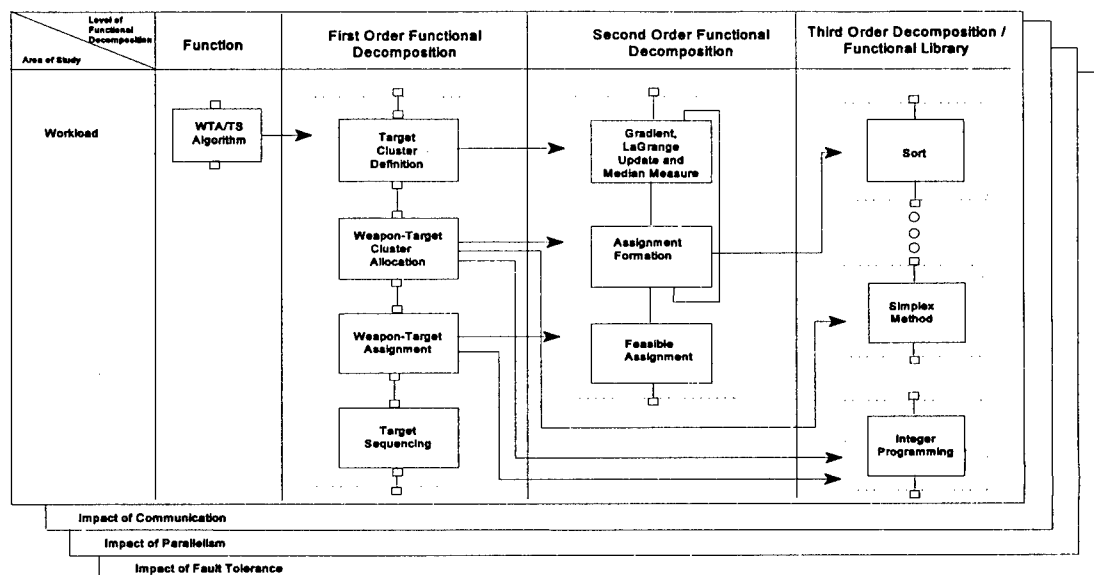 Level of
Functional
Decomposition
Area of Study
Function
First Order Functional
Decomposition
Second Order Functional
Decomposition
Third Order Decomposition /
Functional Library
Workload
WTA/TS
Algorithm
Target
Cluster
Definition
Weapon-Target
Cluster
Allocation
Weapon-Target
Assignment
Target
Sequencing
Gradient,
LaGrange
Update and
Median Measure
Assignment
Formation
Feasible
Assignment
Sort
Simplex
Method
Integer
Programming
Impact of Communication
Impact of Parallelism
Impact of Fault Tolerance